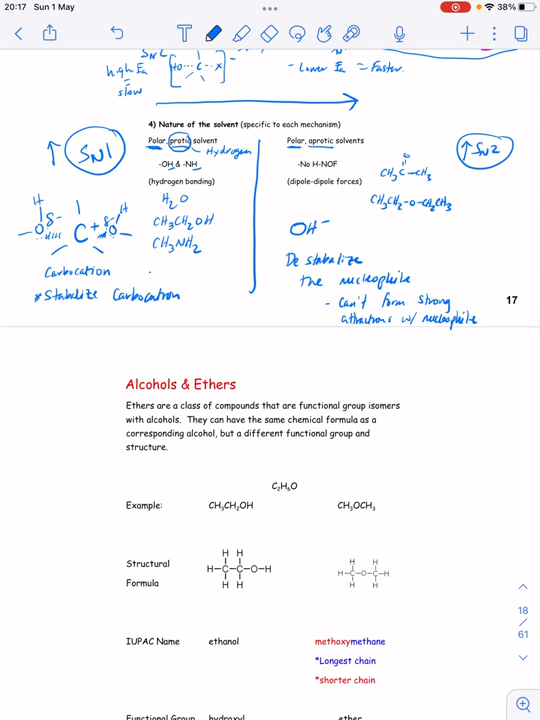 20:17 Sun 1 May
38%
high Ea
slow
HO ... C ... X
- Lower Ea = Faster.
4) Nature of the solvent (specific to each mechanism)
SN1
Polar, protic solvent
Hydrogen
-OH & -NH
(hydrogen bonding)
H2O
CH3CH2OH
CH3NH2
H
δ-
O
C
+
δ-
H
O
Carbocation
*Stabalize Carbocation
Polar, aprotic solvents
SN2
-No H-NOF
(dipole-dipole forces)
O
CH3 C-CH3
CH3CH2-O-CH2CH3
OH-
Destabalize
the nucleophile
- Can't form strong
attractions w/ nucleophile
17
Alcohols & Ethers
Ethers are a class of compounds that are functional group isomers
with alcohols. They can have the same chemical formula as a
corresponding alcohol, but a different functional group and
structure.
C2H6O
Example: CH3CH2OH CH3OCH3
Structural
Formula
H H
H-C-C-O-H
H H
H H
H-C-O-C-H
H H
IUPAC Name ethanol methoxymethane
*Longest chain
*shorter chain
Functional Group hydroxyl ether
18
/
61